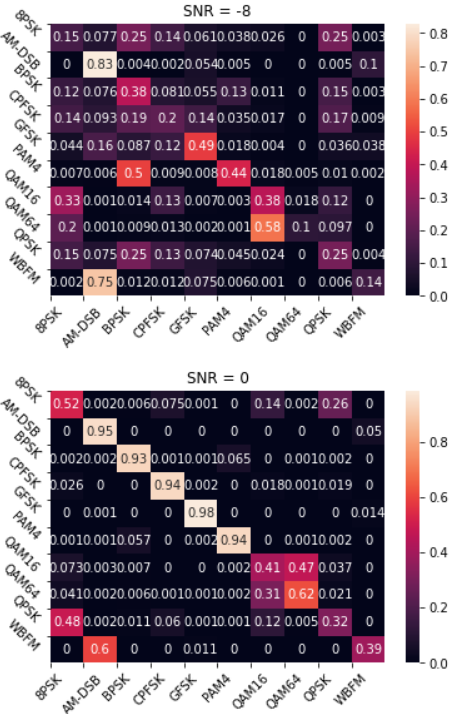 SNR = -8
8PSK 0.15 0.077 0.25 0.14 0.061 0.038 0.026 0 0.25 0.003
AM-DSB 0 0.83 0.004 0.002 0.054 0.005 0 0 0.005 0.1
BPSK 0.12 0.076 0.38 0.081 0.055 0.13 0.011 0 0.15 0.003
CPFSK 0.14 0.093 0.19 0.2 0.14 0.035 0.017 0 0.17 0.009
GFSK 0.044 0.16 0.087 0.12 0.49 0.018 0.004 0 0.036 0.038
PAM4 0.007 0.006 0.5 0.009 0.008 0.44 0.018 0.005 0.01 0.002
QAM16 0.33 0.001 0.014 0.13 0.007 0.003 0.38 0.018 0.12 0
QAM64 0.2 0.001 0.009 0.013 0.002 0.001 0.58 0.1 0.097 0
QPSK 0.15 0.075 0.25 0.13 0.074 0.045 0.024 0 0.25 0.004
WBFM 0.002 0.75 0.012 0.012 0.075 0.006 0.001 0 0.006 0.14
8PSK AM-DSB BPSK CPFSK GFSK PAM4 QAM16 QAM64 QPSK WBFM
0.8
0.7
0.6
0.5
0.4
0.3
0.2
0.1
0.0
SNR = 0
8PSK 0.52 0.002 0.006 0.075 0.001 0 0.14 0.002 0.26 0
AM-DSB 0 0.95 0 0 0 0 0 0 0 0.05
BPSK 0.002 0.002 0.93 0.001 0.001 0.065 0 0.001 0.002 0
CPFSK 0.026 0 0 0.94 0.002 0 0.018 0.001 0.019 0
GFSK 0 0.001 0 0 0.98 0 0 0 0 0.014
PAM4 0.001 0.001 0.057 0 0.002 0.94 0 0.001 0.002 0
QAM16 0.073 0.003 0.007 0 0 0.002 0.41 0.47 0.037 0
QAM64 0.041 0.002 0.006 0.001 0.001 0.002 0.31 0.62 0.021 0
QPSK 0.48 0.002 0.011 0.06 0.001 0.001 0.12 0.005 0.32 0
WBFM 0 0.6 0 0 0.011 0 0 0 0 0.39
8PSK AM-DSB BPSK CPFSK GFSK PAM4 QAM16 QAM64 QPSK WBFM
0.8
0.6
0.4
0.2
0.0